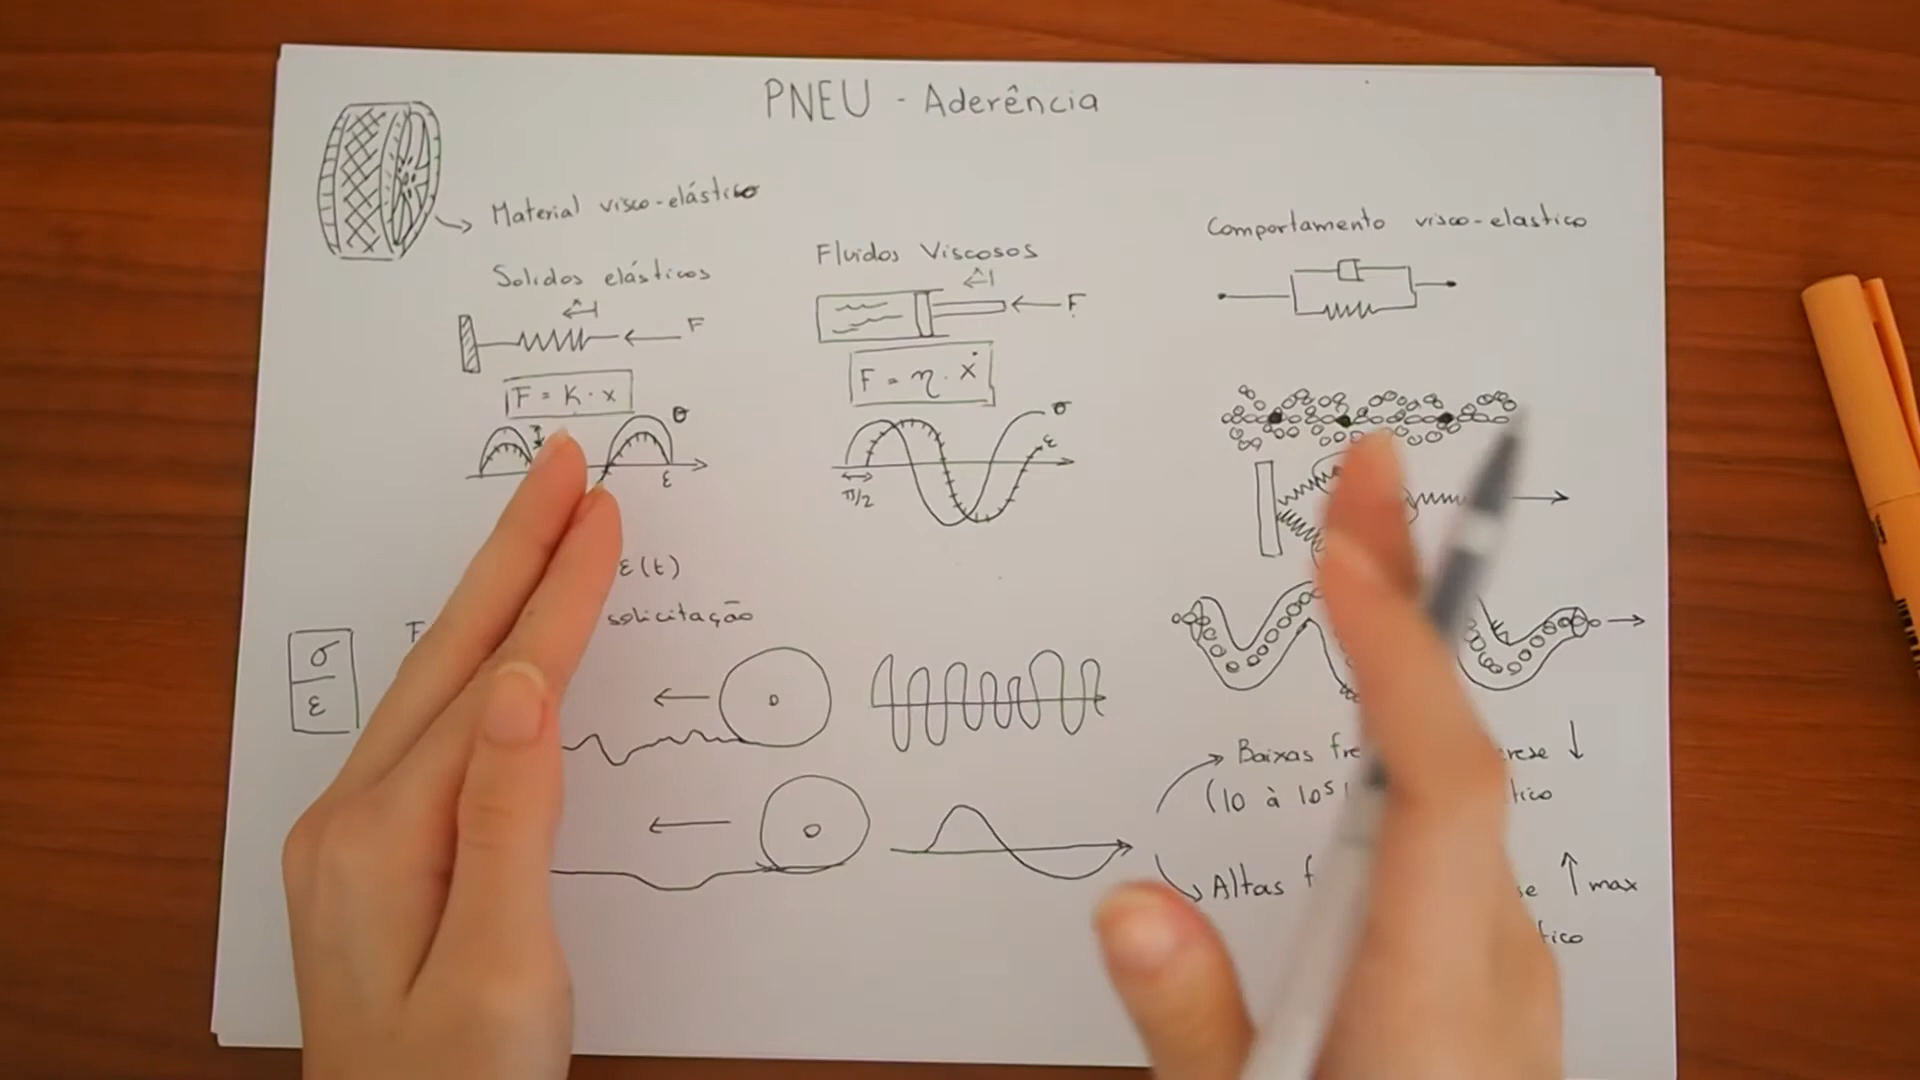 PNEU - Aderência
Material visco-elástico
Solidos elásticos
F
F = K · x
σ
ε
Fluidos Viscosos
F
F = η · ẋ
σ
ε
π/2
Comportamento visco-elastico
ε(t)
solicitação
σ
ε
Baixas
↓
(10 à 10⁵
Altas
↑ max